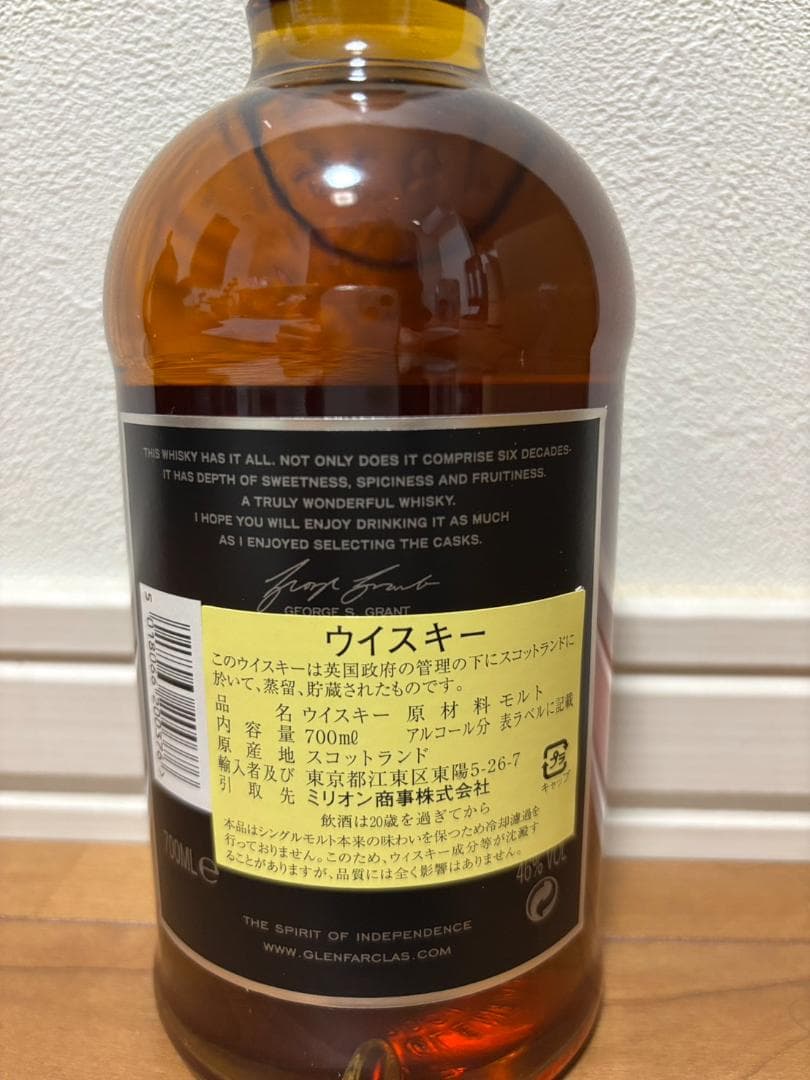 THIS WHISKY HAS IT ALL. NOT ONLY DOES IT COMPRISE SIX DECADES-
IT HAS DEPTH OF SWEETNESS, SPICINESS AND FRUITINESS.
A TRULY WONDERFUL WHISKY.
I HOPE YOU WILL ENJOY DRINKING IT AS MUCH
AS I ENJOYED SELECTING THE CASKS.
George Grant
GEORGE S. GRANT
ウイスキー
このウイスキーは英国政府の管理の下にスコットランドに
於いて、蒸留、貯蔵されたものです。
品名 ウイスキー 原材料 モルト
内容量 700mℓ アルコール分 表ラベルに記載
原産地 スコットランド
輸入者及び 東京都江東区東陽5-26-7
引取先 ミリオン商事株式会社
プラ
キャップ
飲酒は20歳を過ぎてから
本品はシングルモルト本来の味わいを保つため冷却濾過を
行っておりません。このため、ウィスキー成分等が沈澱す
ることがありますが、品質には全く影響はありません。
700ML e
46% VOL
THE SPIRIT OF INDEPENDENCE
WWW.GLENFARCLAS.COM